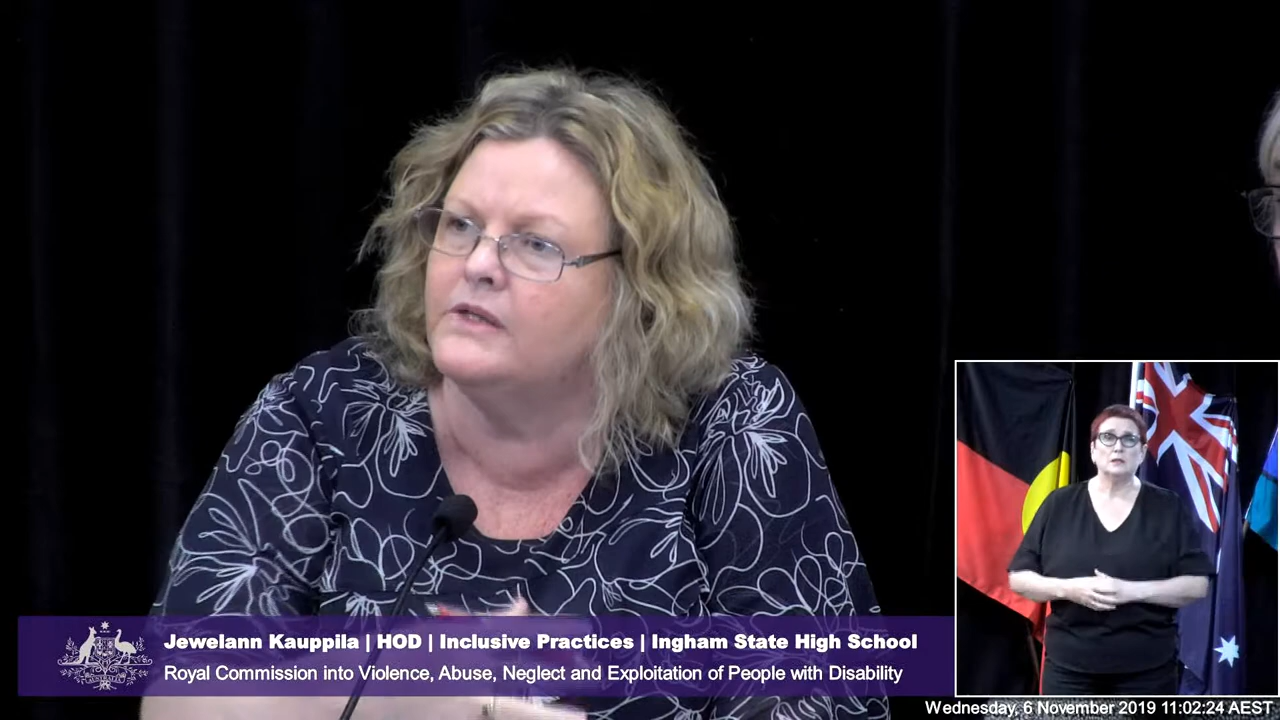 Jewelann Kauppila | HOD | Inclusive Practices | Ingham State High School
Royal Commission into Violence, Abuse, Neglect and Exploitation of People with Disability
Wednesday, 6 November 2019 11:02:24 AEST